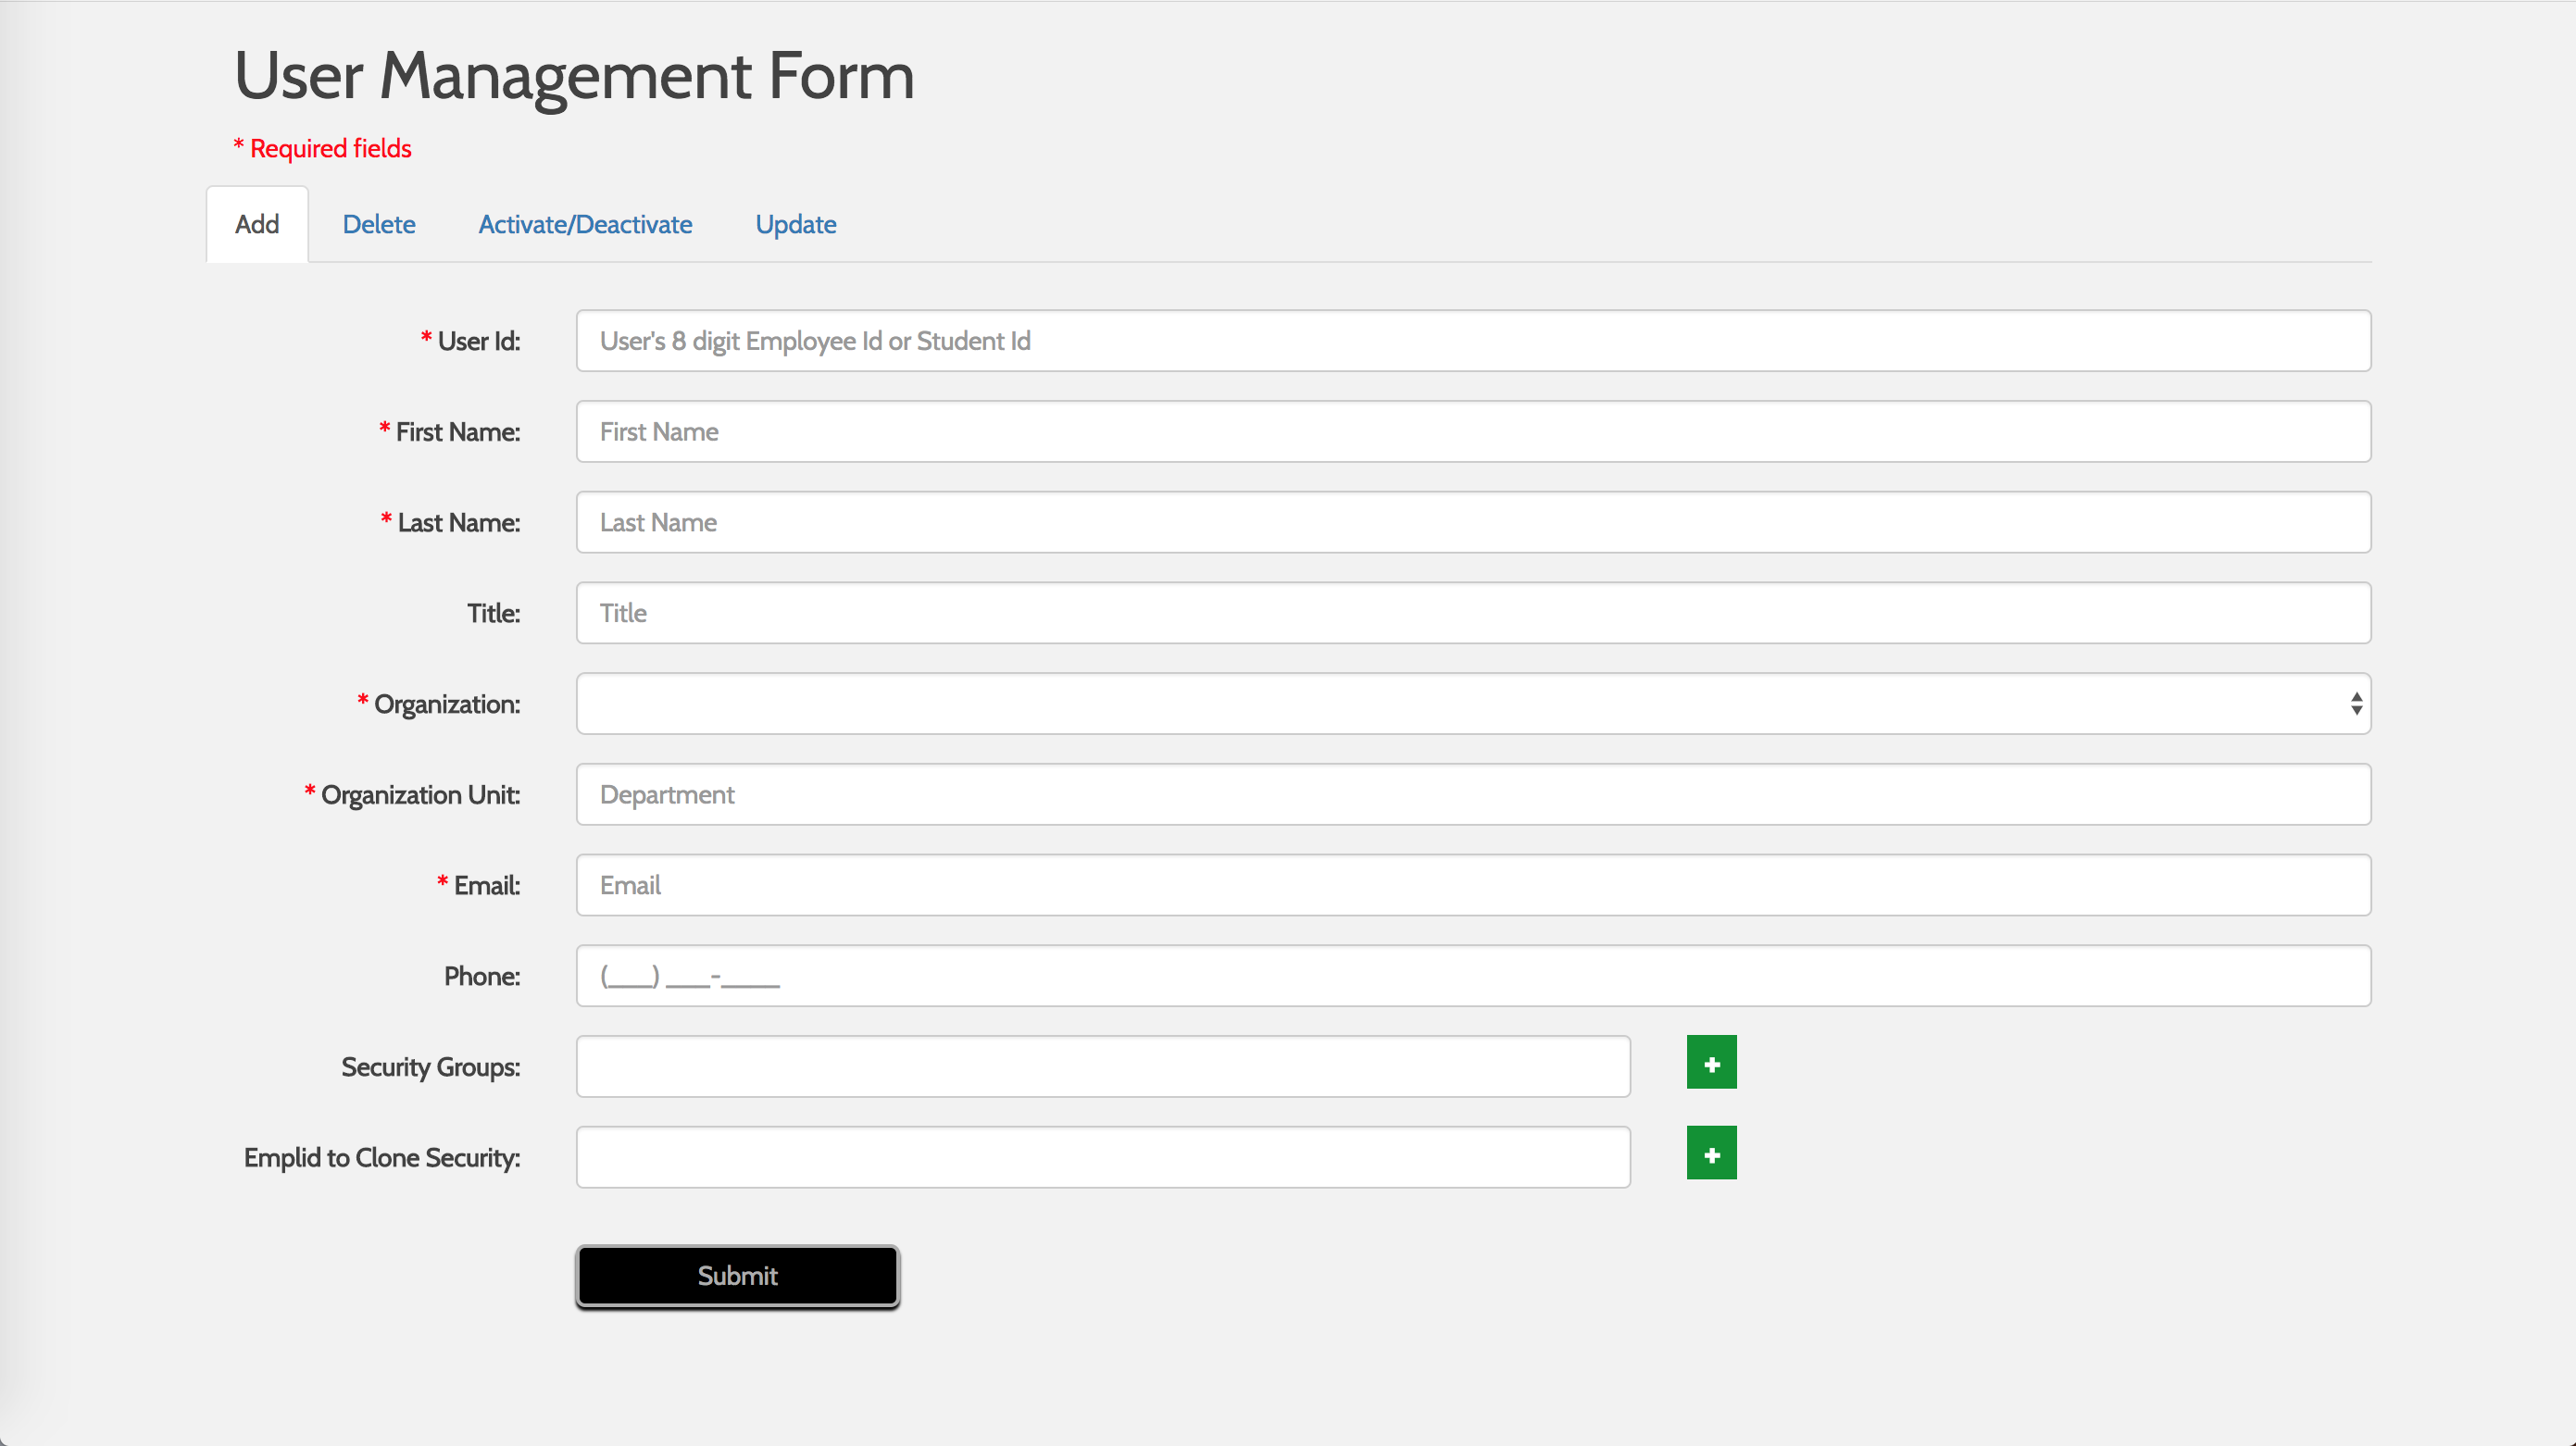 User Management Form
* Required fields
Add Delete Activate/Deactivate Update
* User Id: User's 8 digit Employee Id or Student Id
* First Name: First Name
* Last Name: Last Name
Title: Title
* Organization:
* Organization Unit: Department
* Email: Email
Phone: (___) ___-____
Security Groups:
Emplid to Clone Security:
Submit